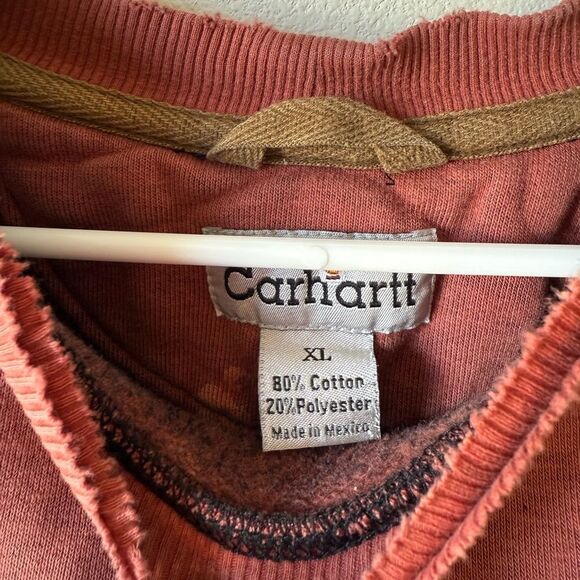 Carhartt
XL
80% Cotton
20%Polyester
Made in Mexico